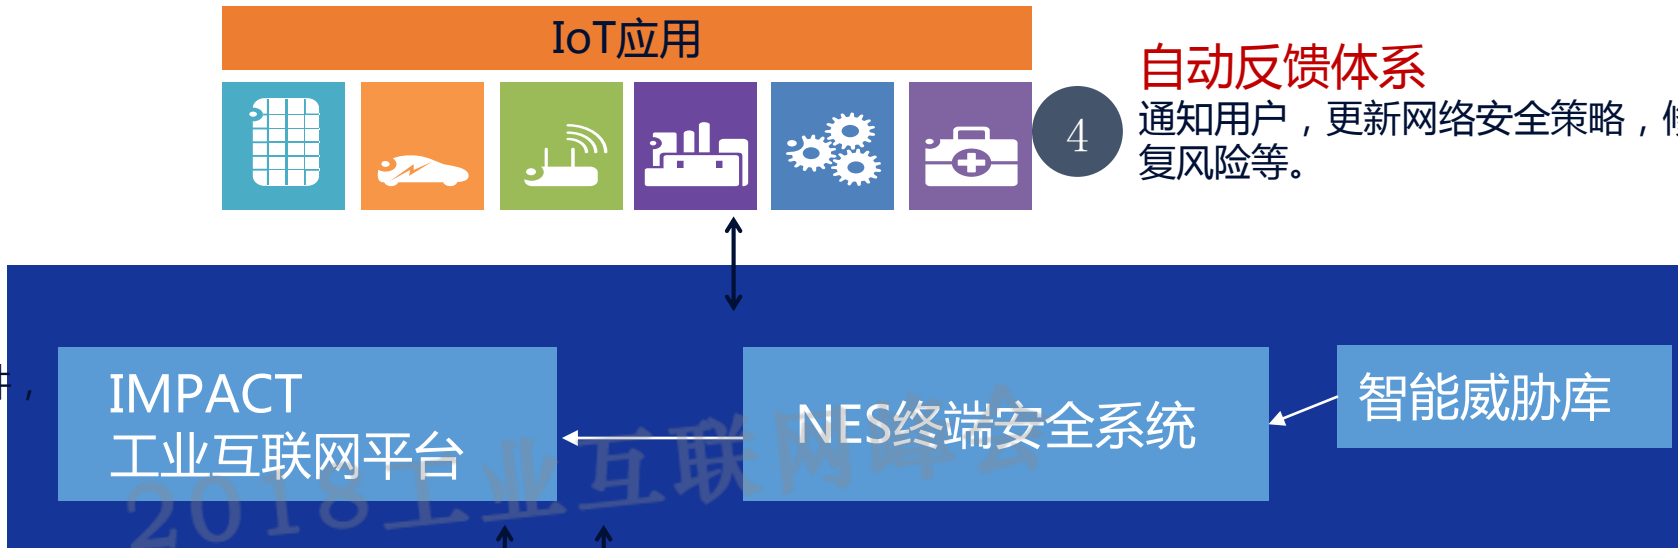 IoT应用
自动反馈体系
4
通知用户，更新网络安全策略，修
复风险等。
IMPACT
工业互联网平台
NES终端安全系统
智能威胁库
2018工业互联网峰会